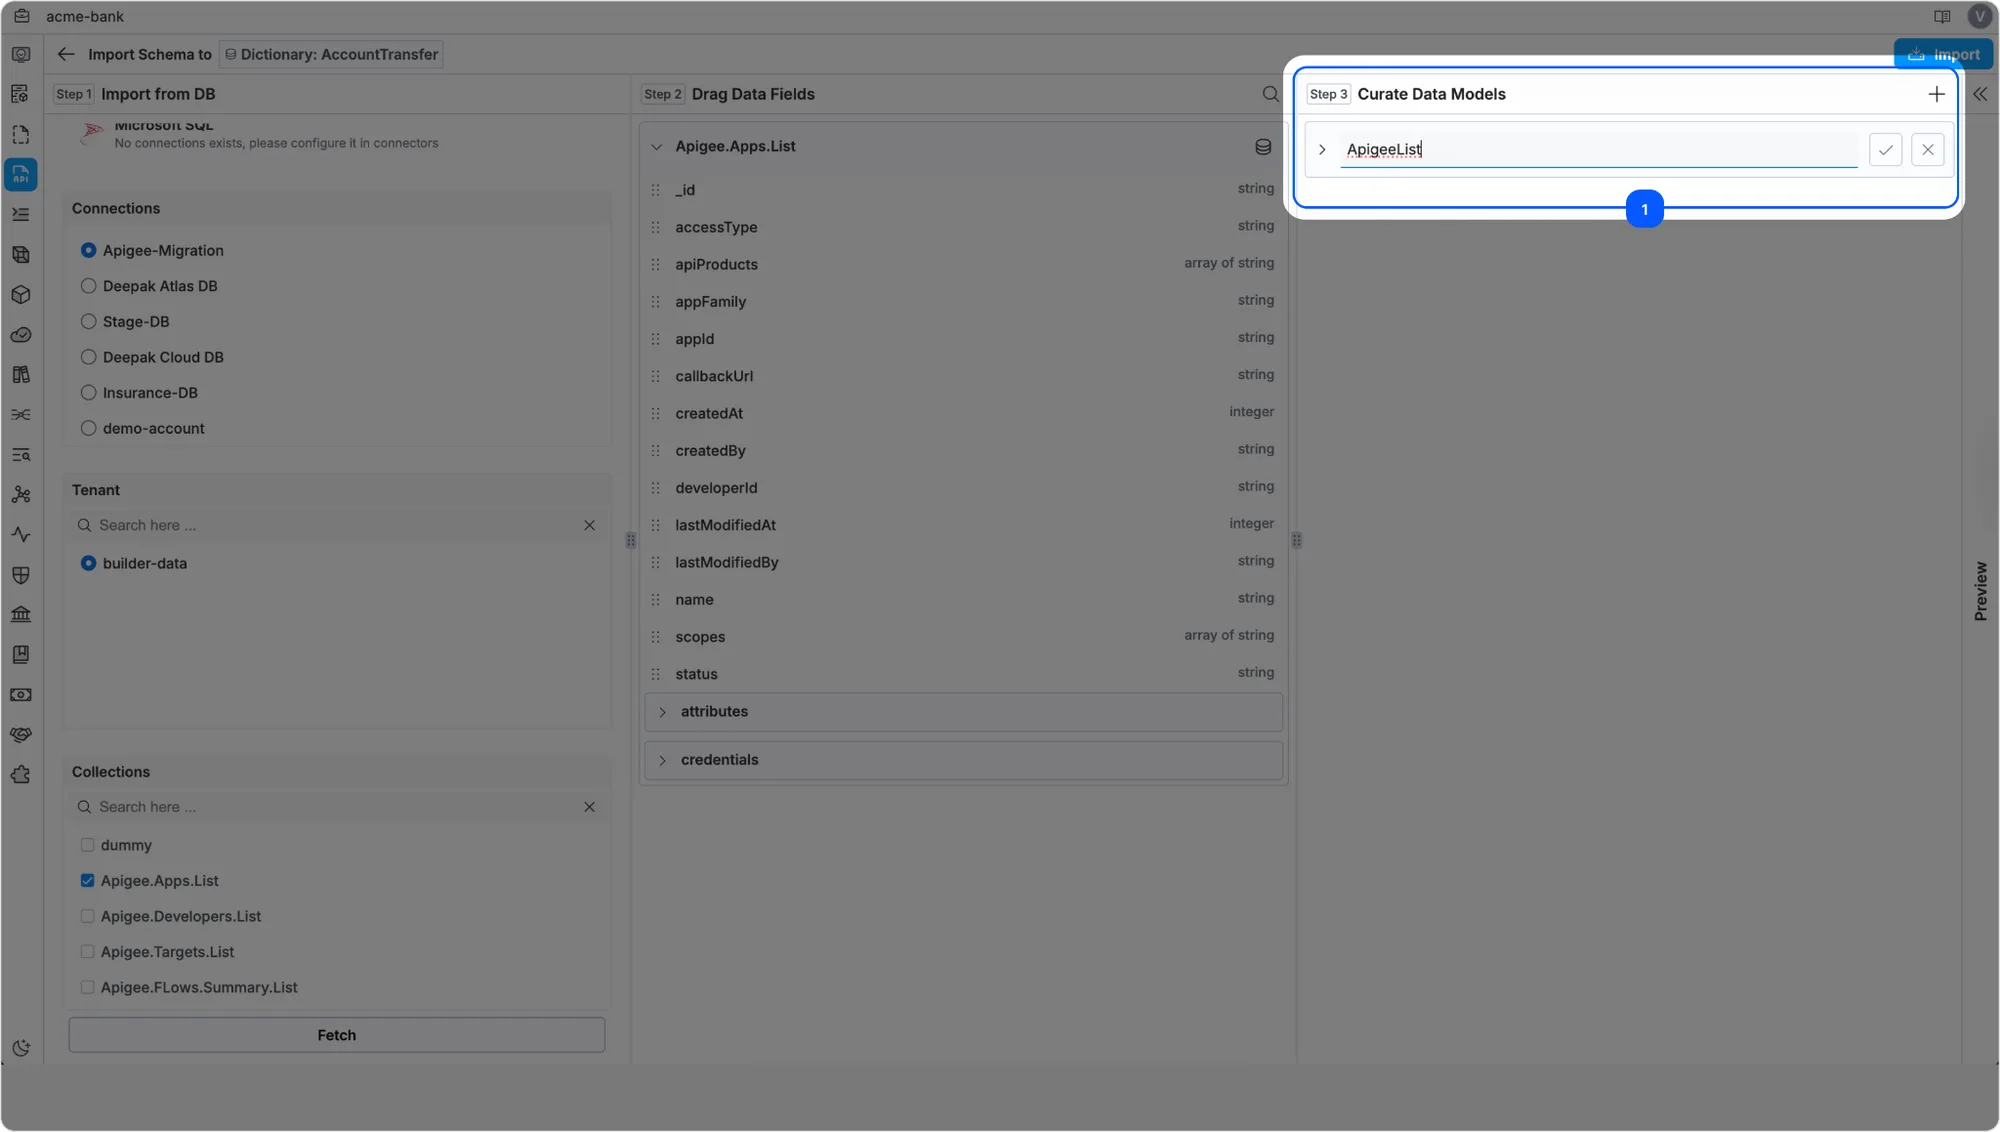 acme-bank
V
Import Schema to
Dictionary: AccountTransfer
Import
Step 1 Import from DB
Microsoft SQL
No connections exists, please configure it in connectors
Connections
Apigee-Migration
Deepak Atlas DB
Stage-DB
Deepak Cloud DB
Insurance-DB
demo-account
Tenant
Search here ...
builder-data
Collections
Search here ...
dummy
Apigee.Apps.List
Apigee.Developers.List
Apigee.Targets.List
Apigee.FLows.Summary.List
Fetch
Step 2 Drag Data Fields
Apigee.Apps.List
_id string
accessType string
apiProducts array of string
appFamily string
appId string
callbackUrl string
createdAt integer
createdBy string
developerId string
lastModifiedAt integer
lastModifiedBy string
name string
scopes array of string
status string
attributes
credentials
Step 3 Curate Data Models
ApigeeList
1
Preview
API